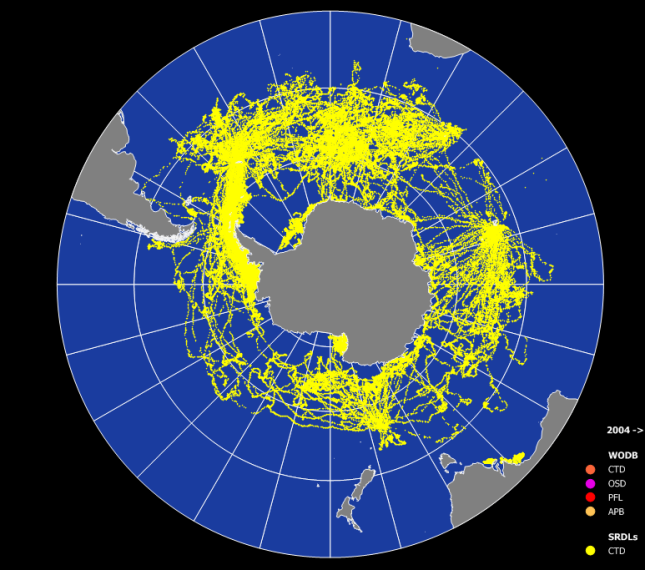 2004 ->
WODB
CTD
OSD
PFL
APB
SRDLs
CTD